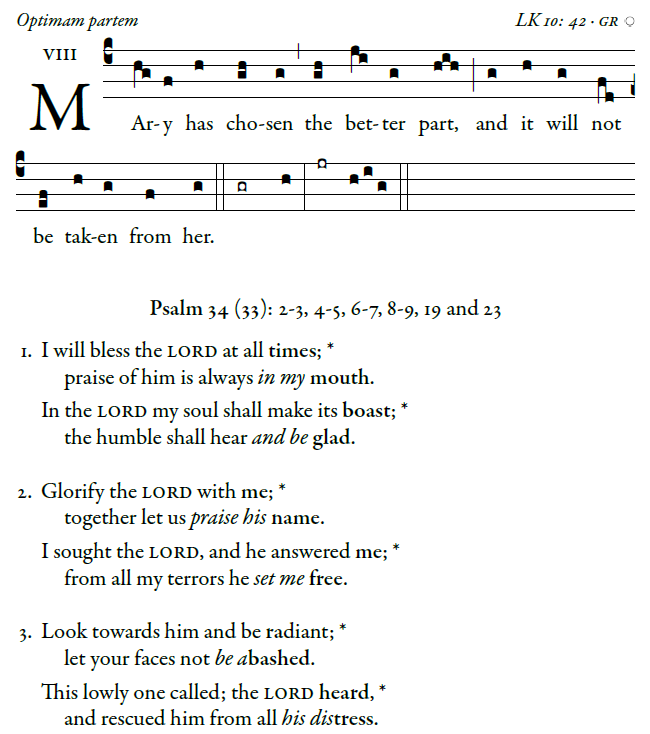 Optimam partem LK 10: 42 · GR
VIII
MAr-y has cho-sen the bet-ter part, and it will not
be tak-en from her.
Psalm 34 (33): 2-3, 4-5, 6-7, 8-9, 19 and 23
1. I will bless the LORD at all times; *
praise of him is always in my mouth.
In the LORD my soul shall make its boast; *
the humble shall hear and be glad.
2. Glorify the LORD with me; *
together let us praise his name.
I sought the LORD, and he answered me; *
from all my terrors he set me free.
3. Look towards him and be radiant; *
let your faces not be abashed.
This lowly one called; the LORD heard, *
and rescued him from all his distress.